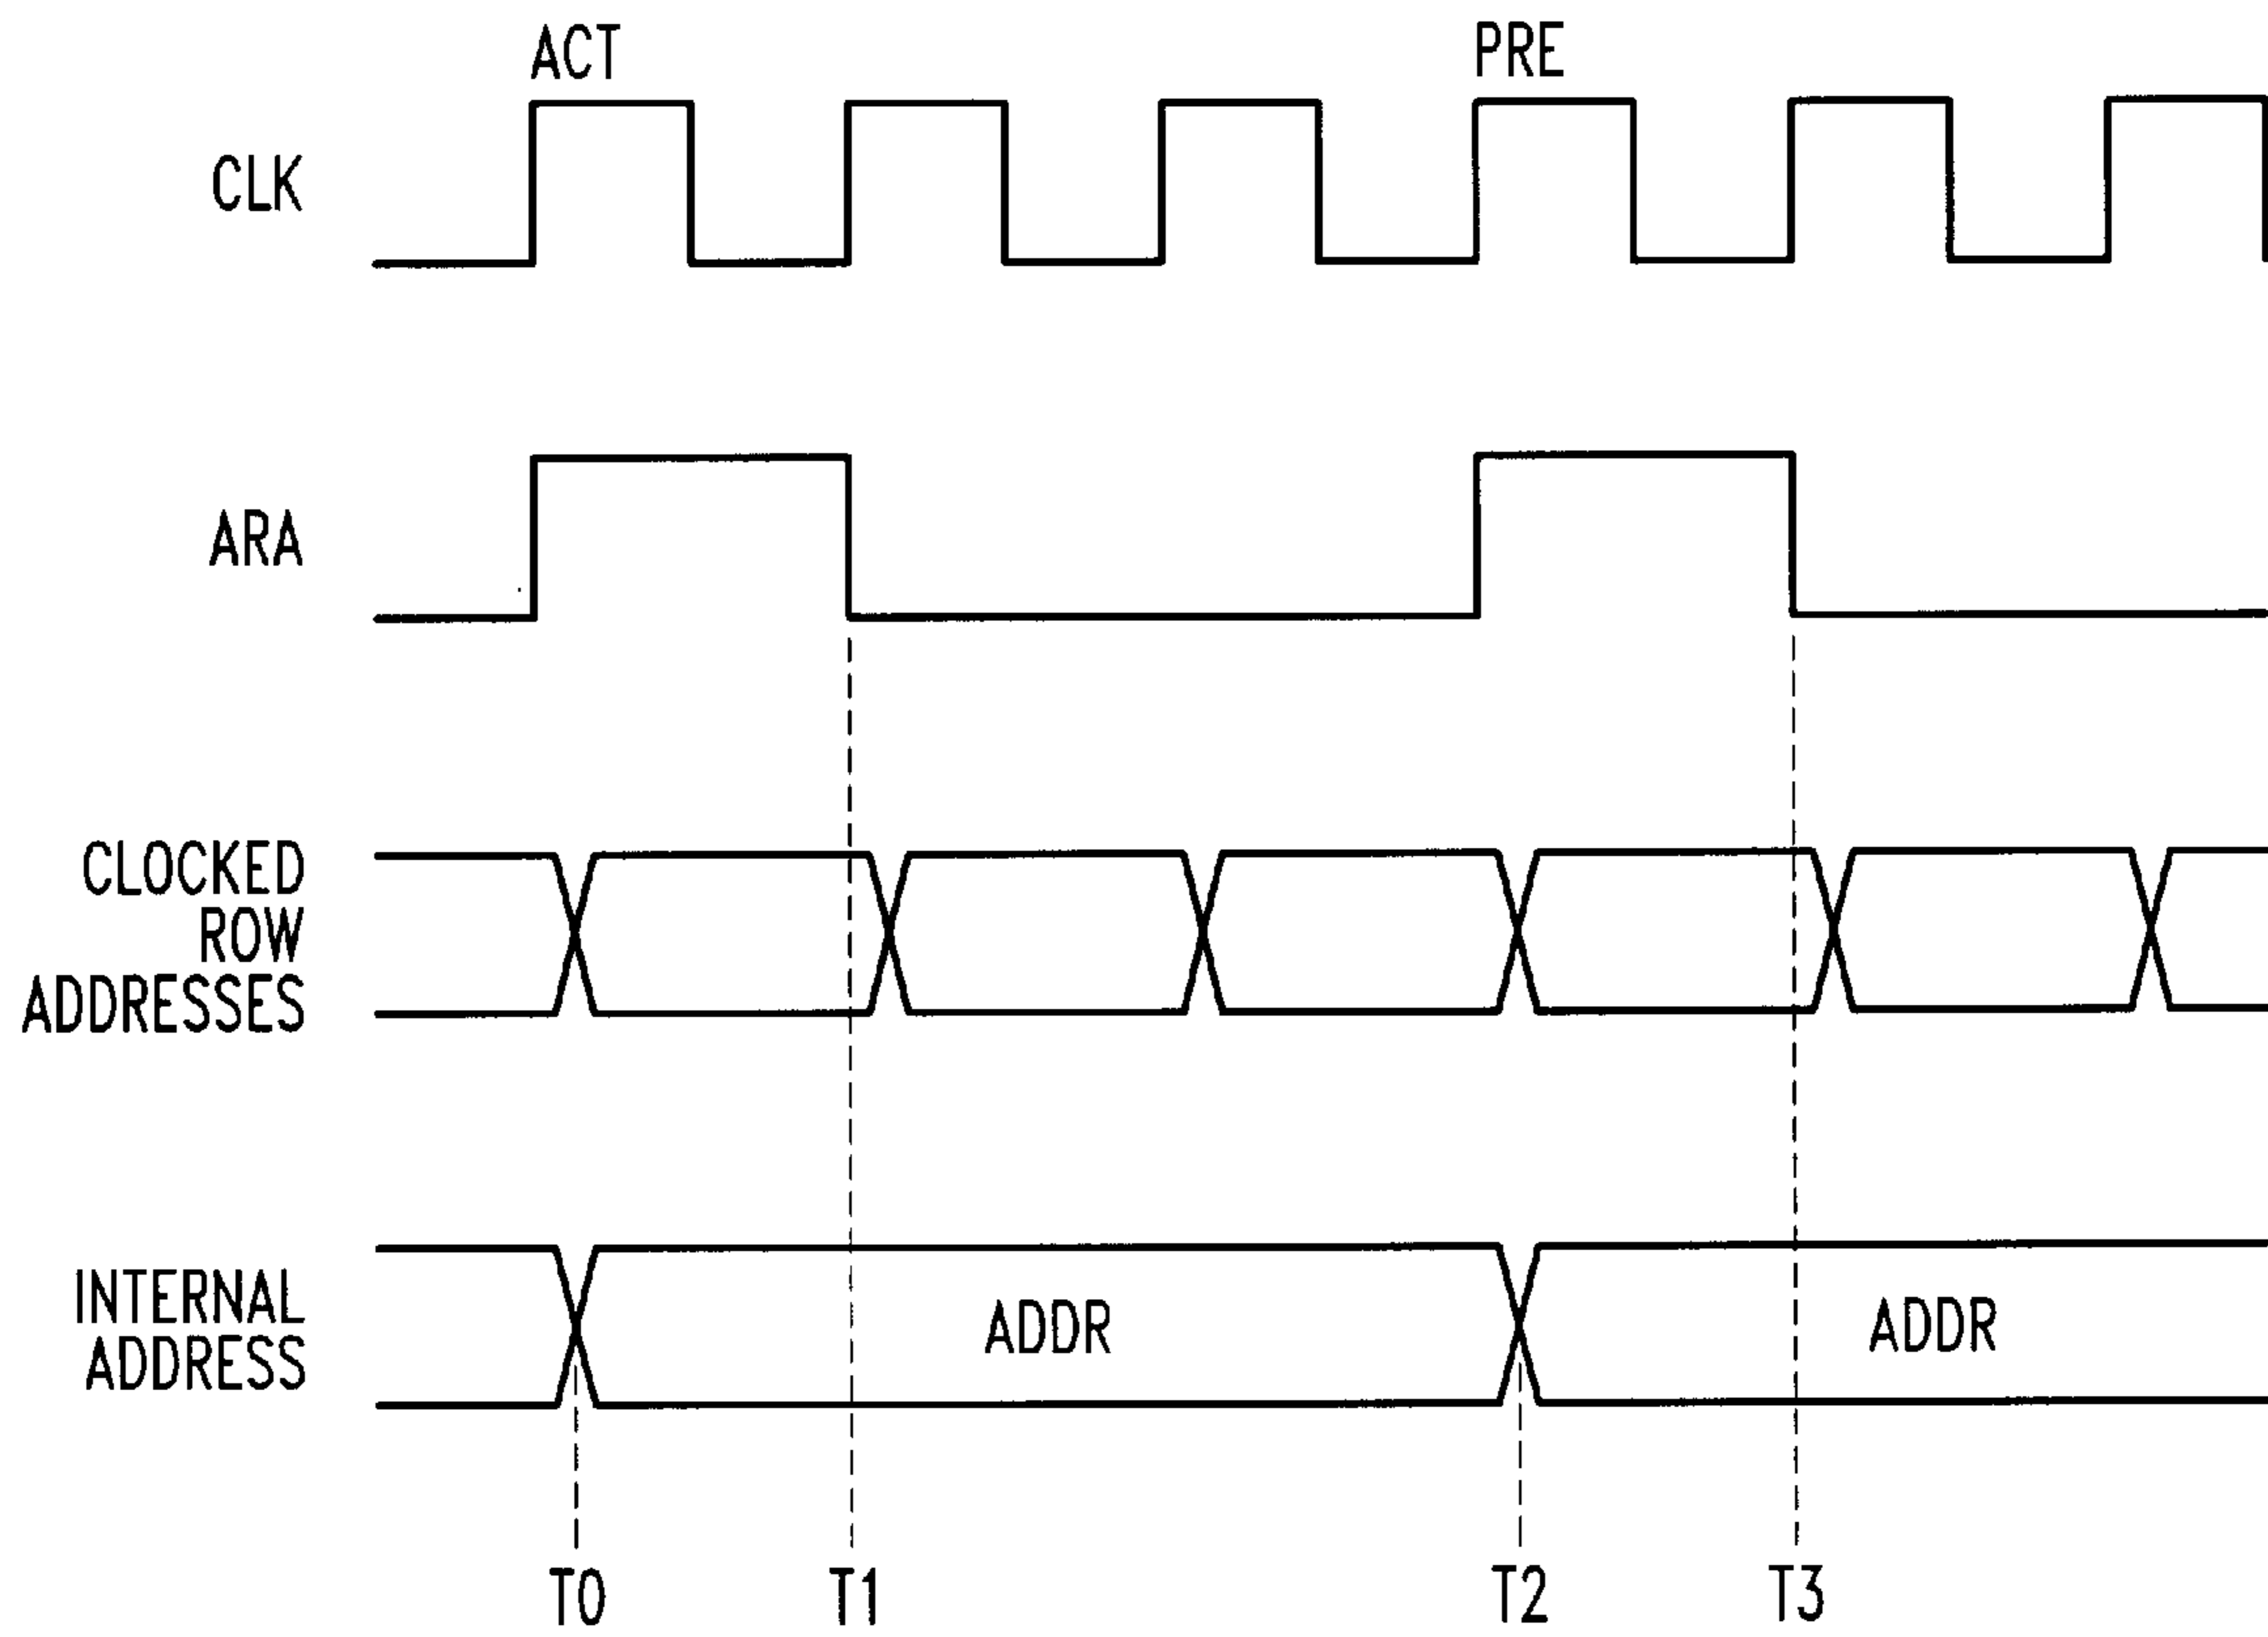 ACT PRE
CLK
ARA
CLOCKED
ROW
ADDRESSES
INTERNAL
ADDRESS
ADDR ADDR
T0 T1 T2 T3